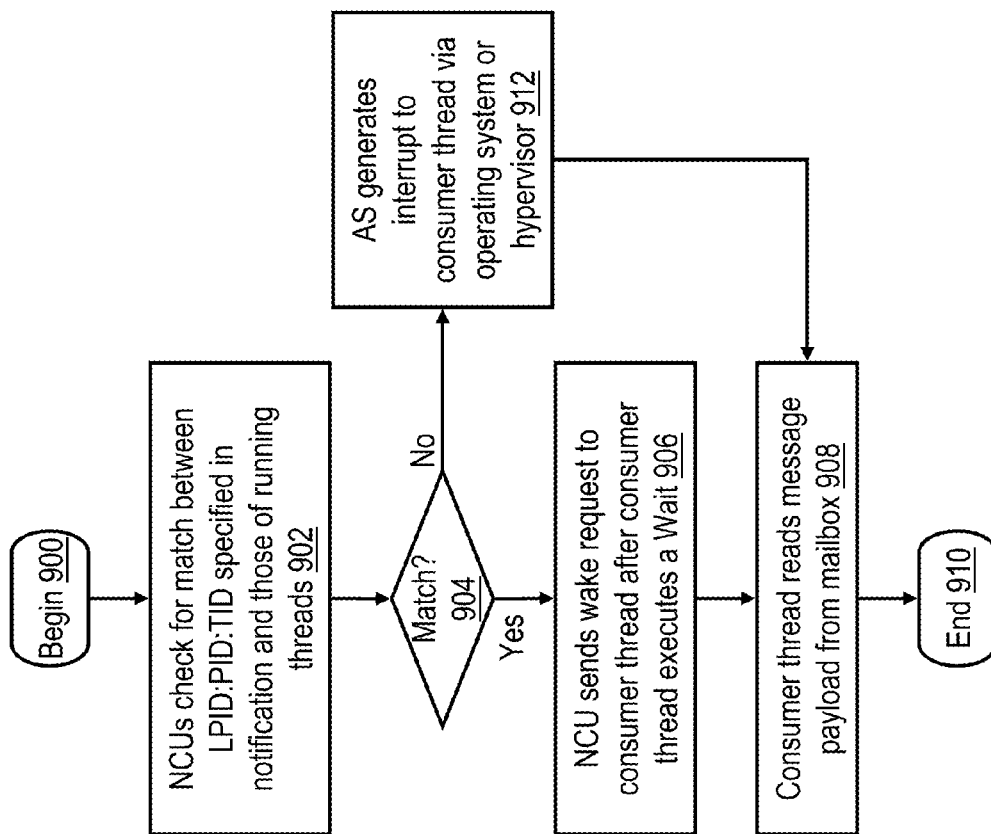 Begin 900
NCUs check for match between
LPID:PID:TID specified in
notification and those of running
threads 902
Match?
904
No
Yes
AS generates
interrupt to
consumer thread via
operating system or
hypervisor 912
NCU sends wake request to
consumer thread after consumer
thread executes a Wait 906
Consumer thread reads message
payload from mailbox 908
End 910